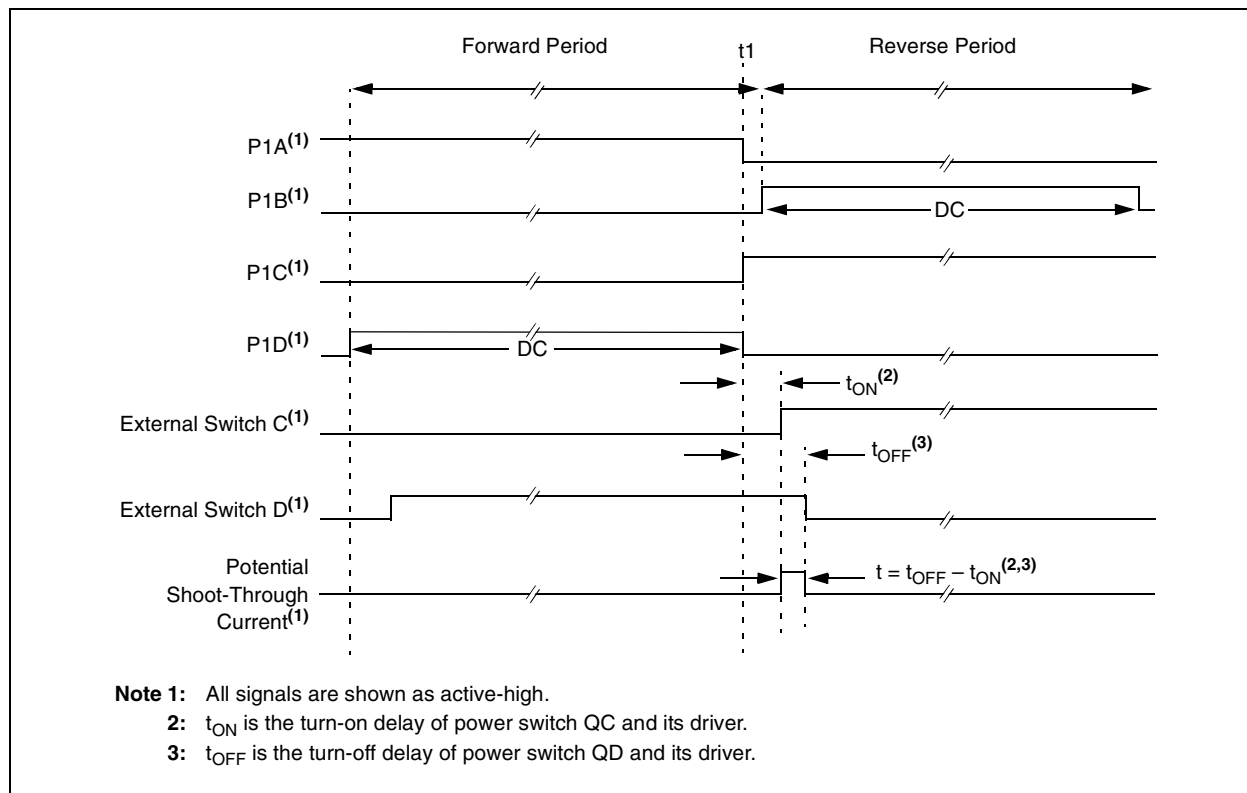 Forward Period
t1
Reverse Period
P1A(1)
P1B(1)
DC
P1C(1)
P1D(1)
DC
tON(2)
External Switch C(1)
tOFF(3)
External Switch D(1)
Potential
Shoot-Through
Current(1)
t = tOFF – tON(2,3)
Note 1: All signals are shown as active-high.
2: tON is the turn-on delay of power switch QC and its driver.
3: tOFF is the turn-off delay of power switch QD and its driver.